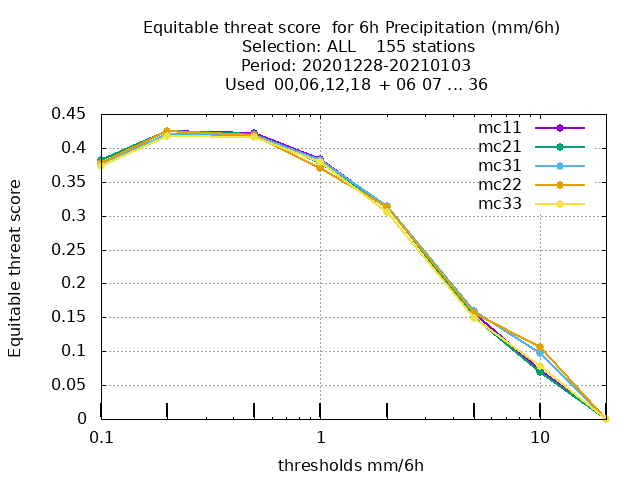 Equitable threat score  for 6h Precipitation (mm/6h)
Selection: ALL    155 stations
Period: 20201228-20210103
Used  00,06,12,18  + 06 07 ... 36
0.45
0.4
0.35
0.3
0.25
0.2
0.15
0.1
0.05
0
Equitable threat score
mc11
mc21
mc31
mc22
mc33
0.1 1 10
thresholds mm/6h